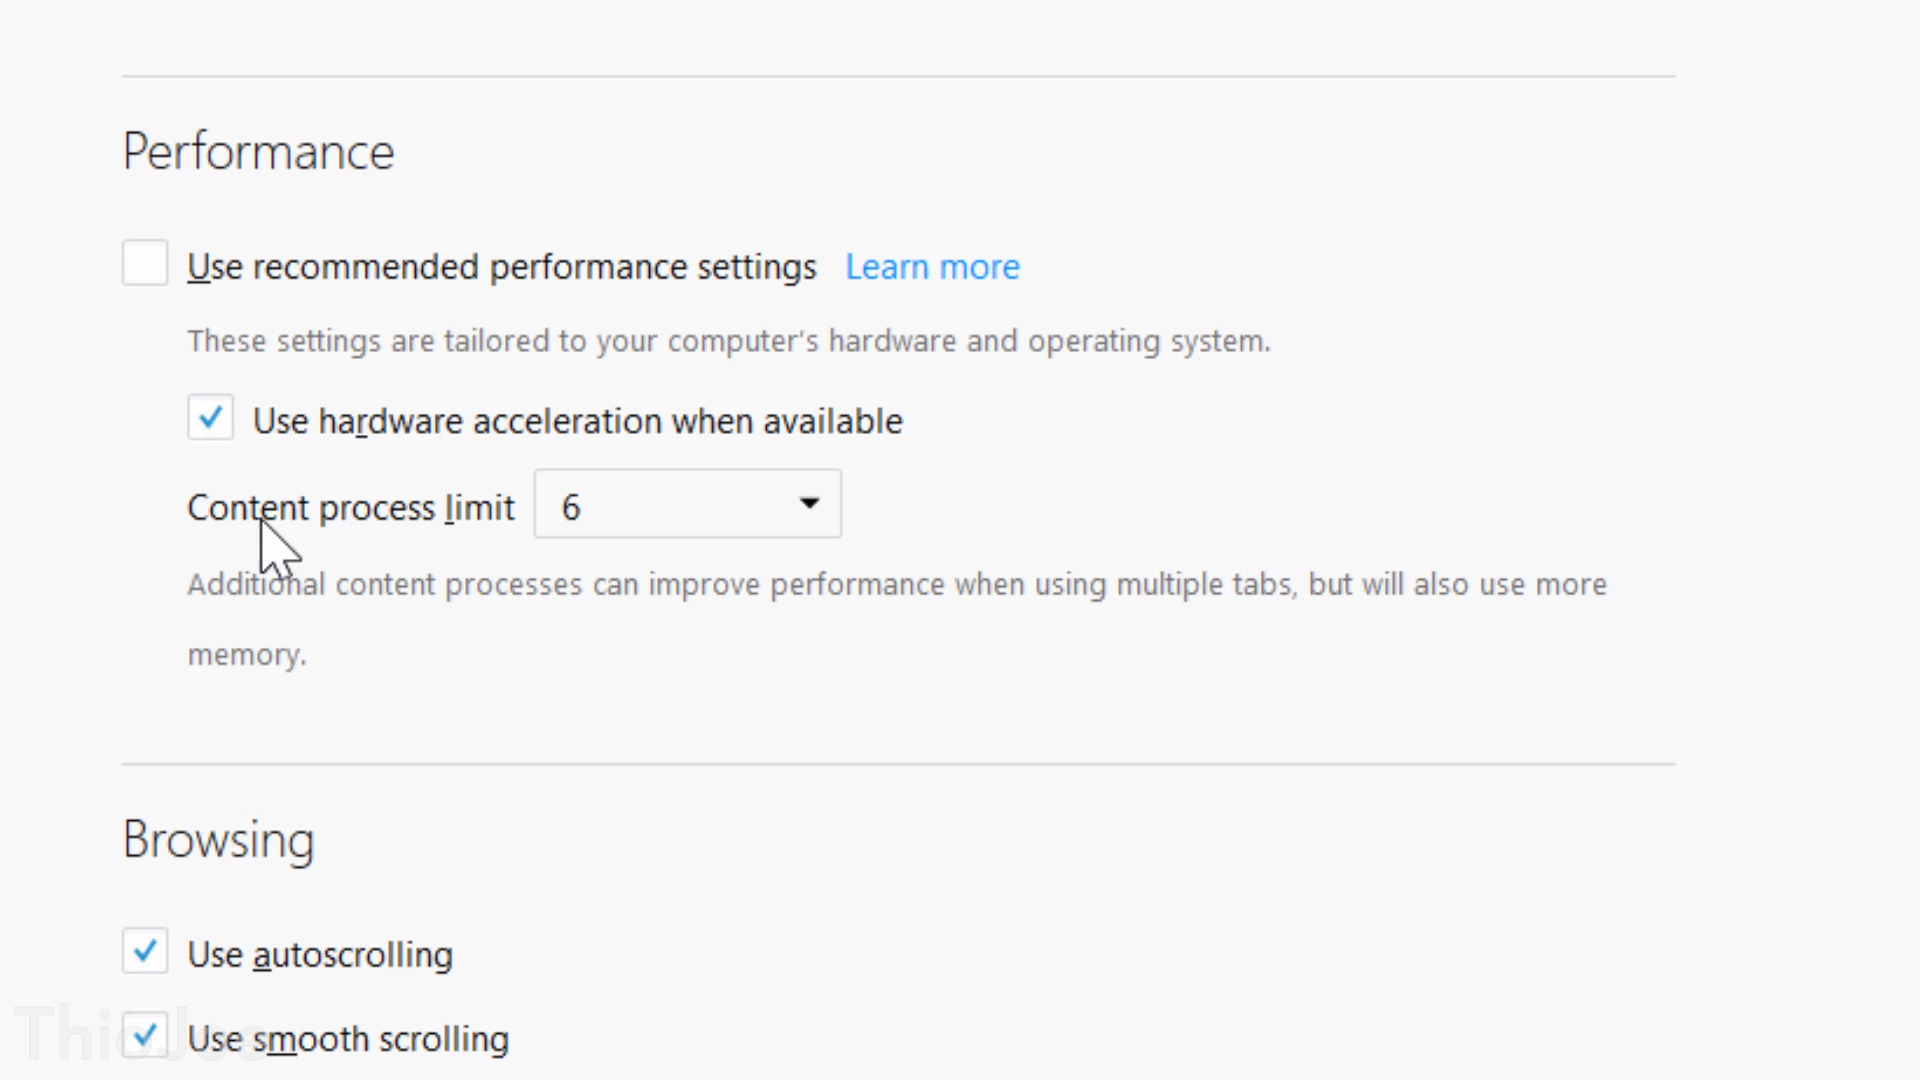 Performance
Use recommended performance settings Learn more
These settings are tailored to your computer's hardware and operating system.
Use hardware acceleration when available
Content process limit 6
Additional content processes can improve performance when using multiple tabs, but will also use more
memory.
Browsing
Use autoscrolling
Use smooth scrolling
ThioJoe